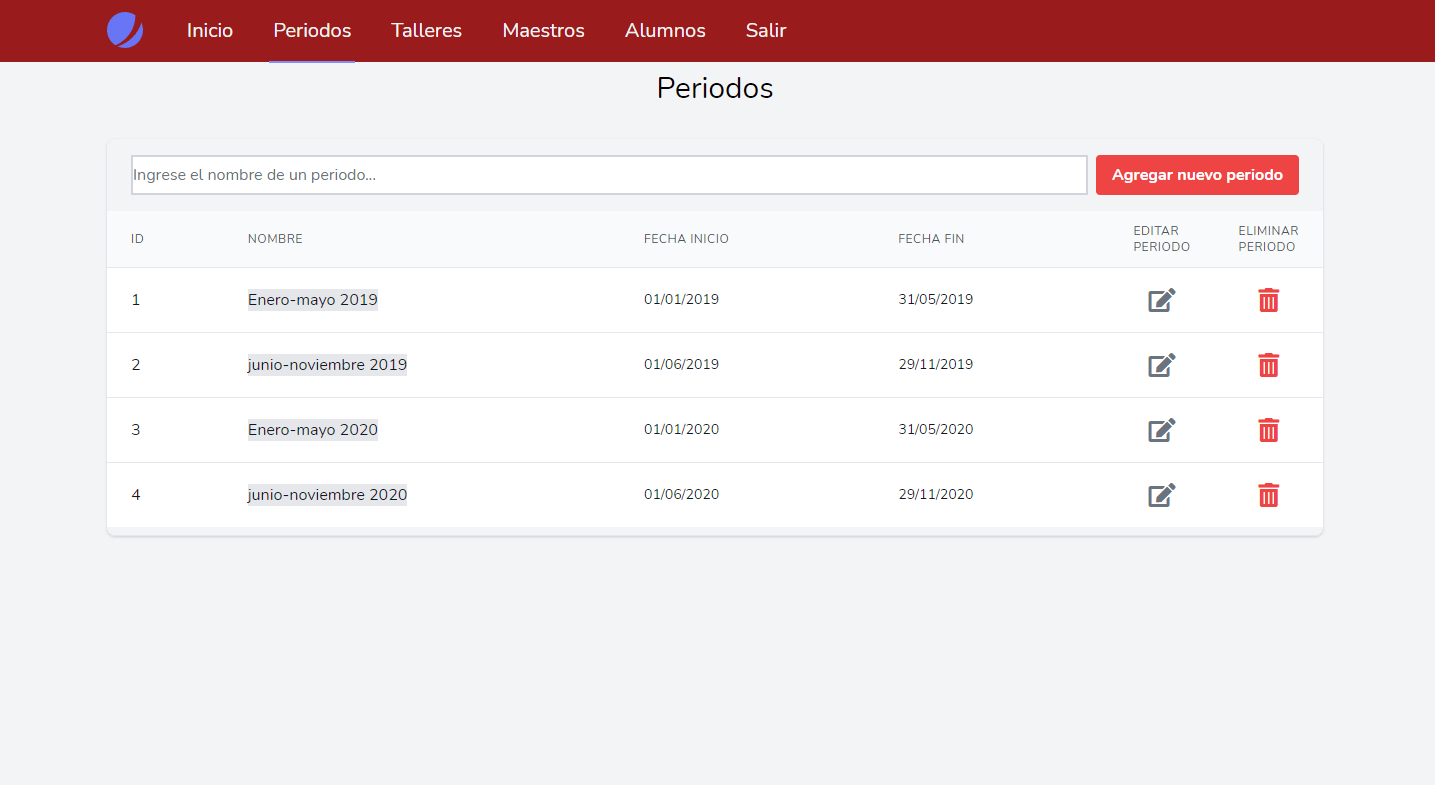 Inicio Periodos Talleres Maestros Alumnos Salir
Periodos
Ingrese el nombre de un periodo... Agregar nuevo periodo
ID NOMBRE FECHA INICIO FECHA FIN EDITAR PERIODO ELIMINAR PERIODO
1 Enero-mayo 2019 01/01/2019 31/05/2019
2 junio-noviembre 2019 01/06/2019 29/11/2019
3 Enero-mayo 2020 01/01/2020 31/05/2020
4 junio-noviembre 2020 01/06/2020 29/11/2020